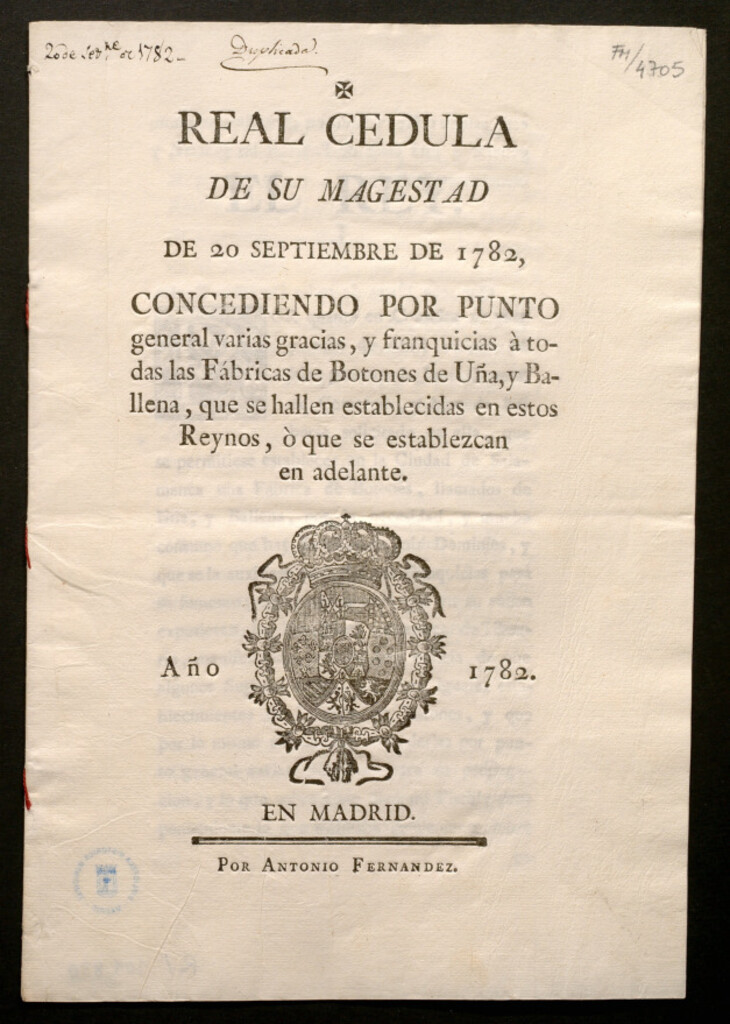 20 de Sep.re de 1782
Duplicada.
FM/4705
REAL CEDULA
DE SU MAGESTAD
DE 20 SEPTIEMBRE DE 1782,
CONCEDIENDO POR PUNTO
general varias gracias, y franquicias à to-
das las Fábricas de Botones de Uña, y Ba-
llena, que se hallen establecidas en estos
Reynos, ò que se establezcan
en adelante.
Año 1782.
EN MADRID.
POR ANTONIO FERNANDEZ.